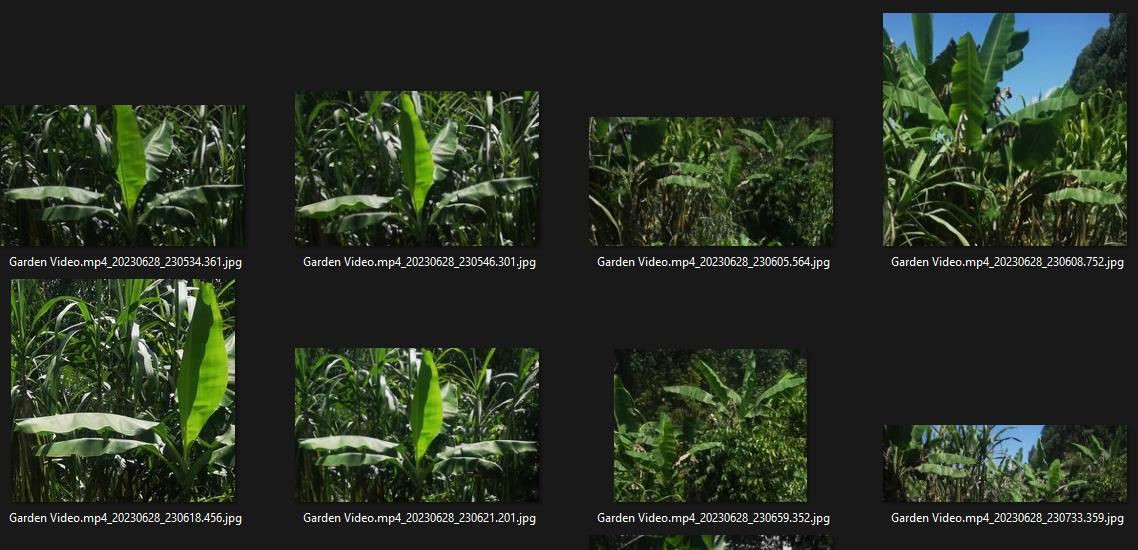 Garden Video.mp4_20230628_230534.361.jpg
Garden Video.mp4_20230628_230546.301.jpg
Garden Video.mp4_20230628_230605.564.jpg
Garden Video.mp4_20230628_230608.752.jpg
Garden Video.mp4_20230628_230618.456.jpg
Garden Video.mp4_20230628_230621.201.jpg
Garden Video.mp4_20230628_230659.352.jpg
Garden Video.mp4_20230628_230733.359.jpg